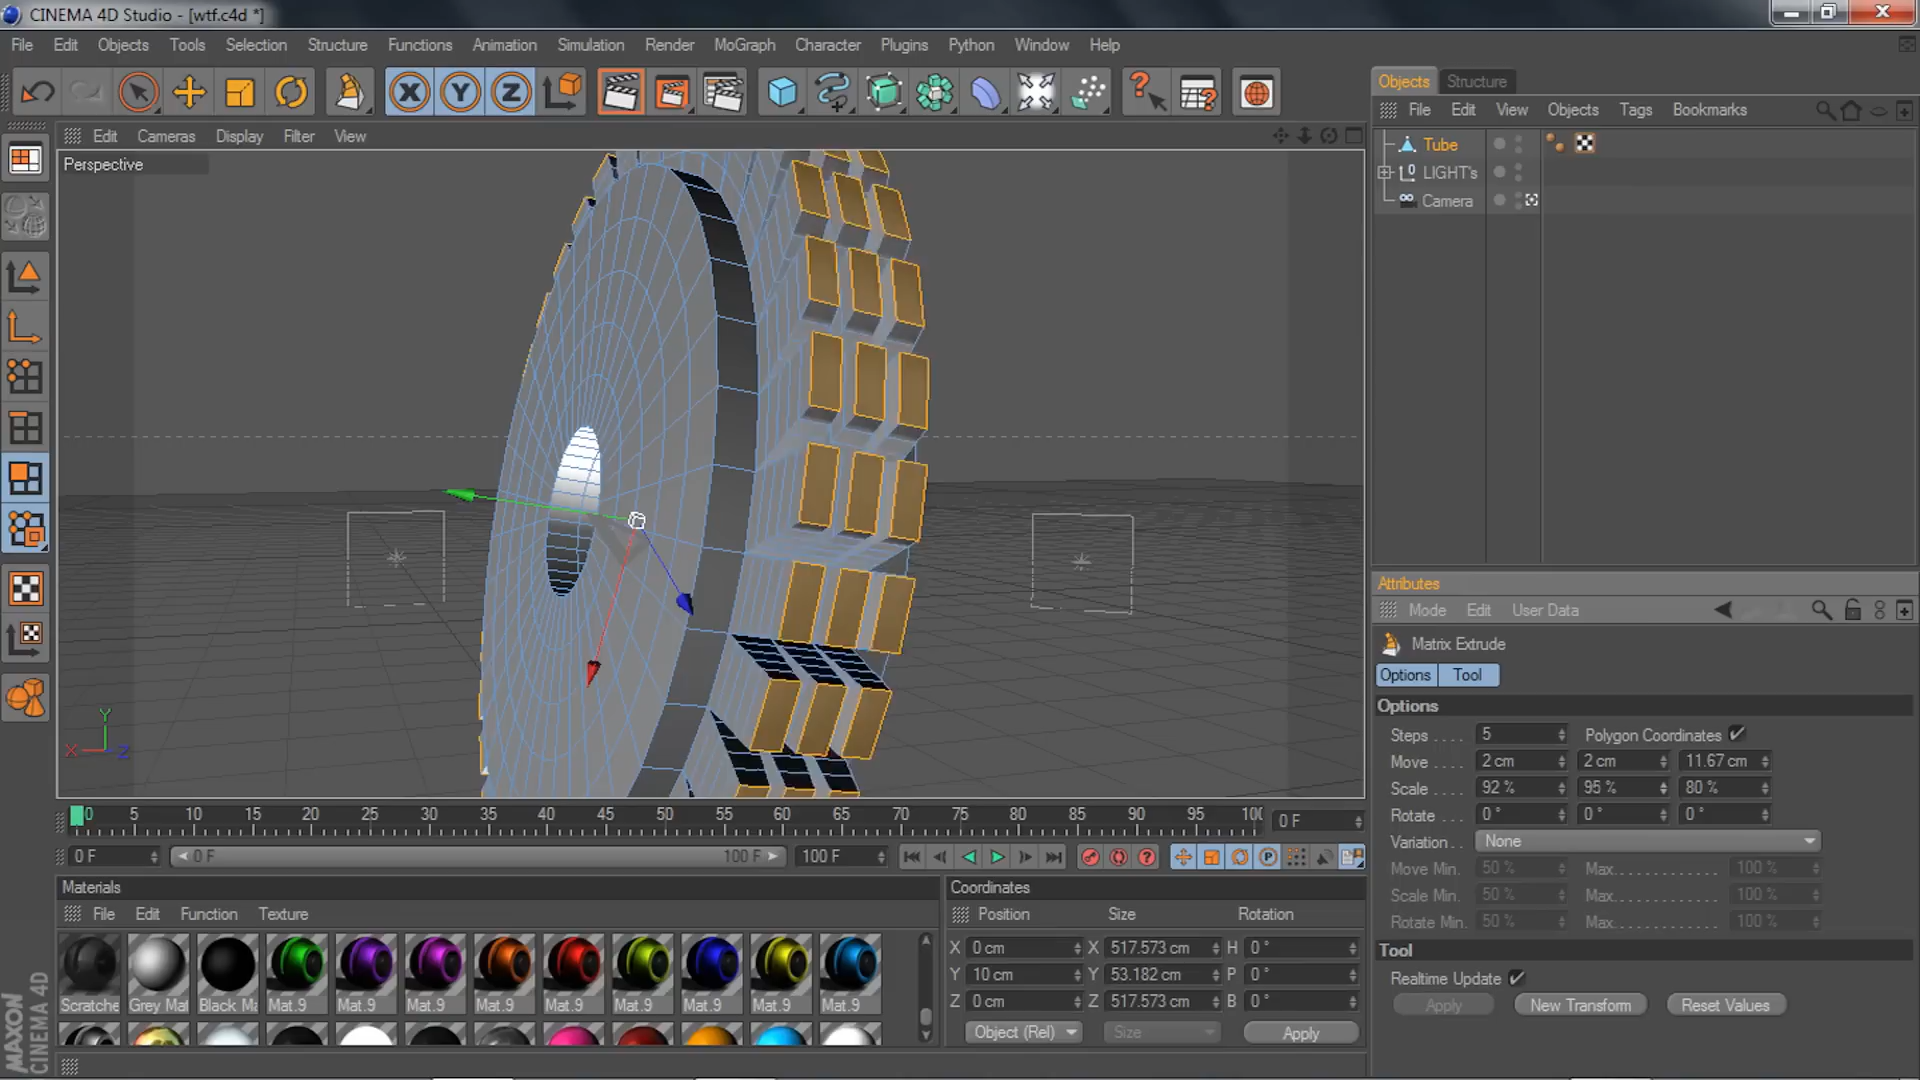 CINEMA 4D Studio - [wtf.c4d *]
File Edit Objects Tools Selection Structure Functions Animation Simulation Render MoGraph Character Plugins Python Window Help
Objects Structure
File Edit View Objects Tags Bookmarks
Edit Cameras Display Filter View
Perspective
Tube
LIGHT's
Camera
X Y Z
Attributes
Mode Edit User Data
Matrix Extrude
Options Tool
Options
Steps . . . . 5 Polygon Coordinates
Move . . . . 2 cm 2 cm 11.67 cm
Scale . . . . 92 % 95 % 80 %
Rotate . . . 0 ° 0 ° 0 °
Variation . . None
Move Min. 50 % Max. . . . . . . . . . . . . 100 %
Scale Min. 50 % Max. . . . . . . . . . . . . 100 %
Rotate Min. 50 % Max. . . . . . . . . . . . . 100 %
Tool
Realtime Update
Apply New Transform Reset Values
Y
X Z
0 5 10 15 20 25 30 35 40 45 50 55 60 65 70 75 80 85 90 95 100 0 F
0 F 0 F 100 F 100 F
Materials
File Edit Function Texture
Scratche Grey Mat Black Ma Mat.9 Mat.9 Mat.9 Mat.9 Mat.9 Mat.9 Mat.9 Mat.9 Mat.9
Coordinates
Position Size Rotation
X 0 cm X 517.573 cm H 0 °
Y 10 cm Y 53.182 cm P 0 °
Z 0 cm Z 517.573 cm B 0 °
Object (Rel) Size Apply
MAXON
CINEMA 4D